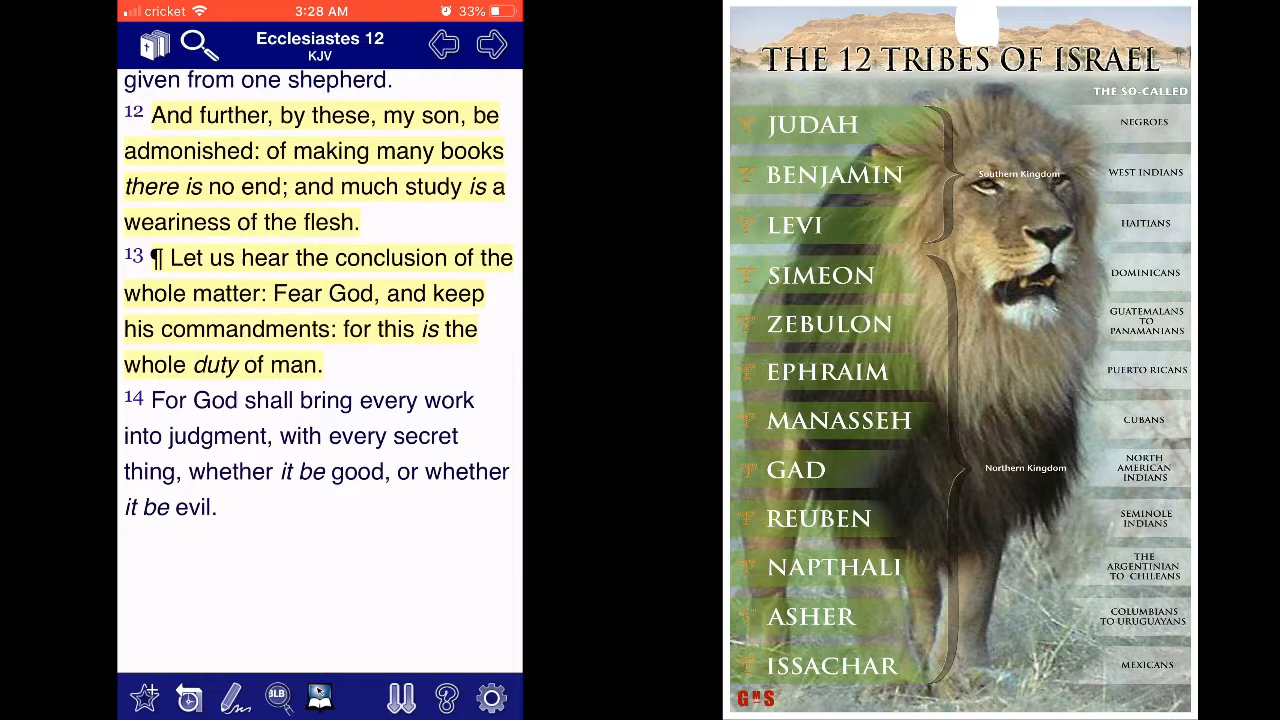 cricket 3:28 AM 33%
Ecclesiastes 12
KJV
given from one shepherd.
12 And further, by these, my son, be
admonished: of making many books
there is no end; and much study is a
weariness of the flesh.
13 ¶ Let us hear the conclusion of the
whole matter: Fear God, and keep
his commandments: for this is the
whole duty of man.
14 For God shall bring every work
into judgment, with every secret
thing, whether it be good, or whether
it be evil.
BLB
THE 12 TRIBES OF ISRAEL
THE SO-CALLED
JUDAH
NEGROES
BENJAMIN
Southern Kingdom
WEST INDIANS
LEVI
HAITIANS
SIMEON
DOMINICANS
ZEBULON
GUATEMALANS
TO
PANAMANIANS
EPHRAIM
PUERTO RICANS
MANASSEH
CUBANS
GAD
Northern Kingdom
NORTH
AMERICAN
INDIANS
REUBEN
SEMINOLE
INDIANS
NAPTHALI
THE
ARGENTINIAN
TO CHILEANS
ASHER
COLUMBIANS
TO URUGUAYANS
ISSACHAR
MEXICANS
GMS